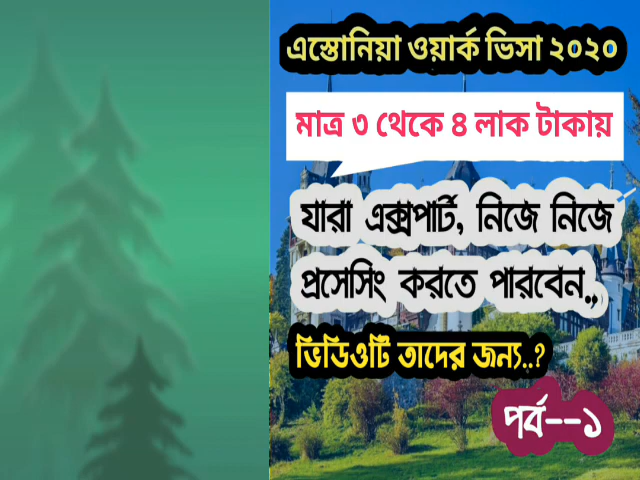 এস্তোনিয়া ওয়ার্ক ভিসা ২০২০
মাত্র ৩ থেকে ৪ লাক টাকায়
যারা এক্সপার্ট, নিজে নিজে
প্রসেসিং করতে পারবেন.,
ভিডিওটি তাদের জন্য..?
পর্ব--১